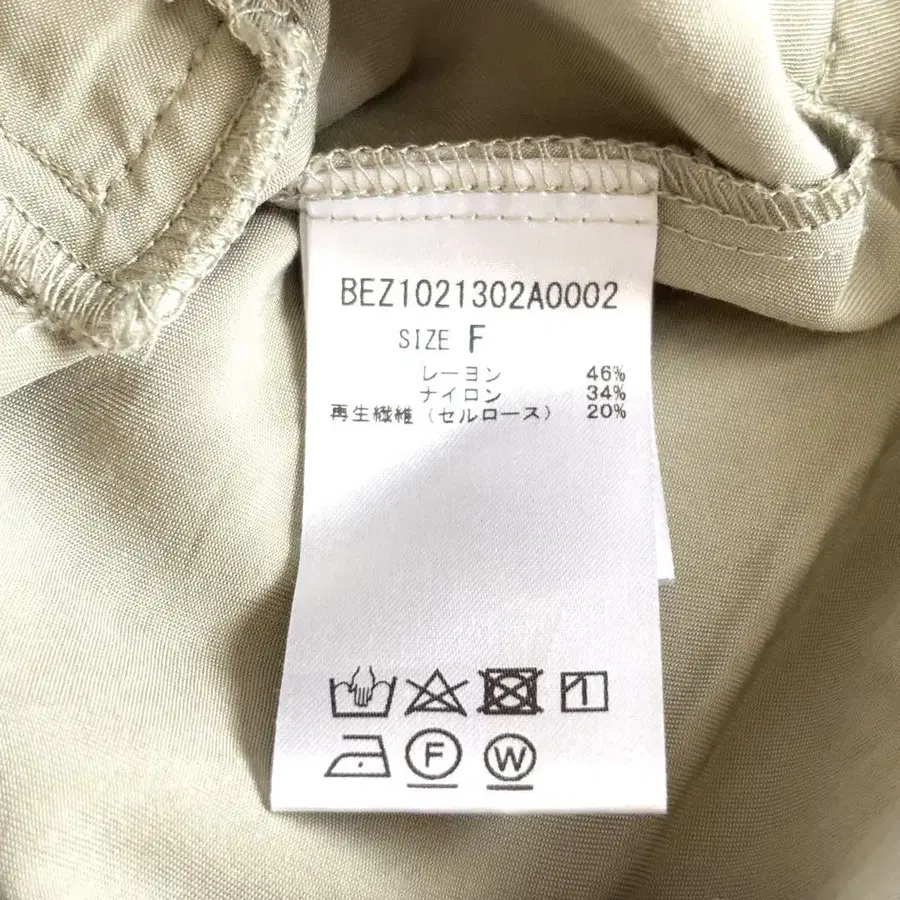 BEZ1021302A0002
SIZE F
レーヨン 46%
ナイロン 34%
再生繊維（セルロース） 20%
F W